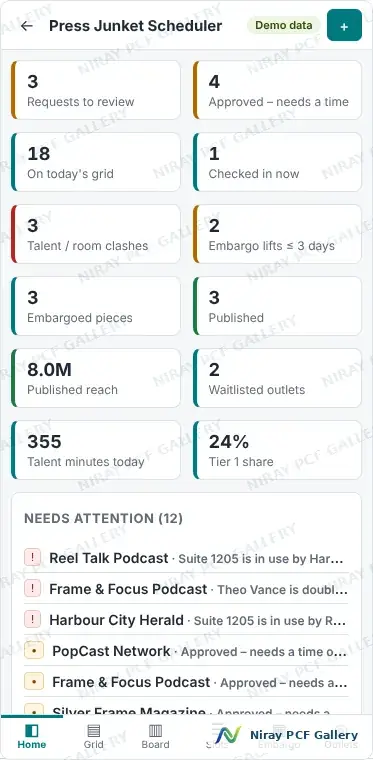 Press Junket Scheduler
Demo data
+
3
Requests to review
4
Approved – needs a time
18
On today's grid
1
Checked in now
3
Talent / room clashes
2
Embargo lifts ≤ 3 days
3
Embargoed pieces
3
Published
8.0M
Published reach
2
Waitlisted outlets
355
Talent minutes today
24%
Tier 1 share
NEEDS ATTENTION (12)
! Reel Talk Podcast · Suite 1205 is in use by Har...
! Frame & Focus Podcast · Theo Vance is doubl...
! Harbour City Herald · Suite 1205 is in use by R...
• PopCast Network · Approved – needs a time o...
• Frame & Focus Podcast · Approved – needs a...
Silver Frame Magazine · Approved – needs a
Home
Grid
Board
Embargo
Outlets
Niray PCF Gallery
NIRAY PCF GALLERY